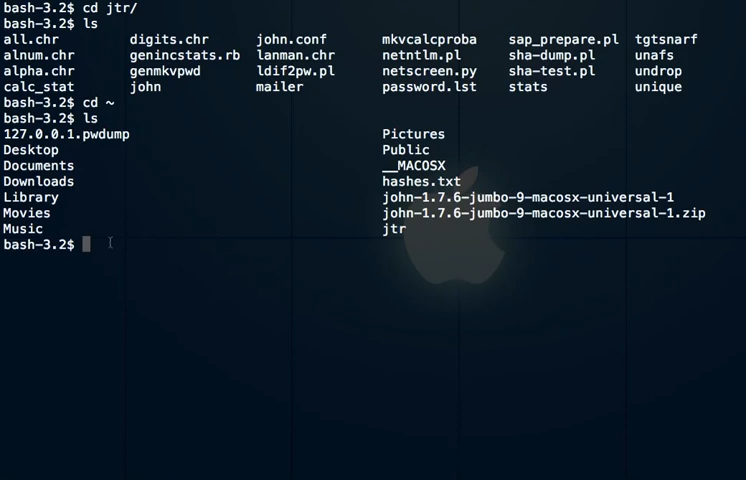 bash-3.2$ cd jtr/
bash-3.2$ ls
all.chr digits.chr john.conf mkvcalcproba sap_prepare.pl tgtsnarf
alnum.chr genincstats.rb lanman.chr netntlm.pl sha-dump.pl unafs
alpha.chr genmkvpwd ldif2pw.pl netscreen.py sha-test.pl undrop
calc_stat john mailer password.lst stats unique
bash-3.2$ cd ~
bash-3.2$ ls
127.0.0.1.pwdump Pictures
Desktop Public
Documents __MACOSX
Downloads hashes.txt
Library john-1.7.6-jumbo-9-macosx-universal-1
Movies john-1.7.6-jumbo-9-macosx-universal-1.zip
Music jtr
bash-3.2$